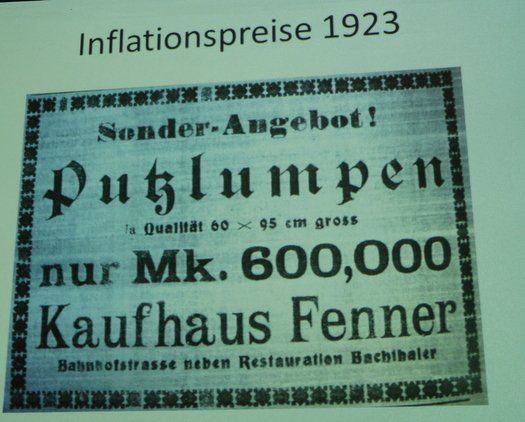 Inflationspreise 1923
Sonder-Angebot!
Putzlumpen
Ia Qualität 60 × 95 cm gross
nur Mk. 600,000
Kaufhaus Fenner
Bahnhofstrasse neben Restauration Bachthaler